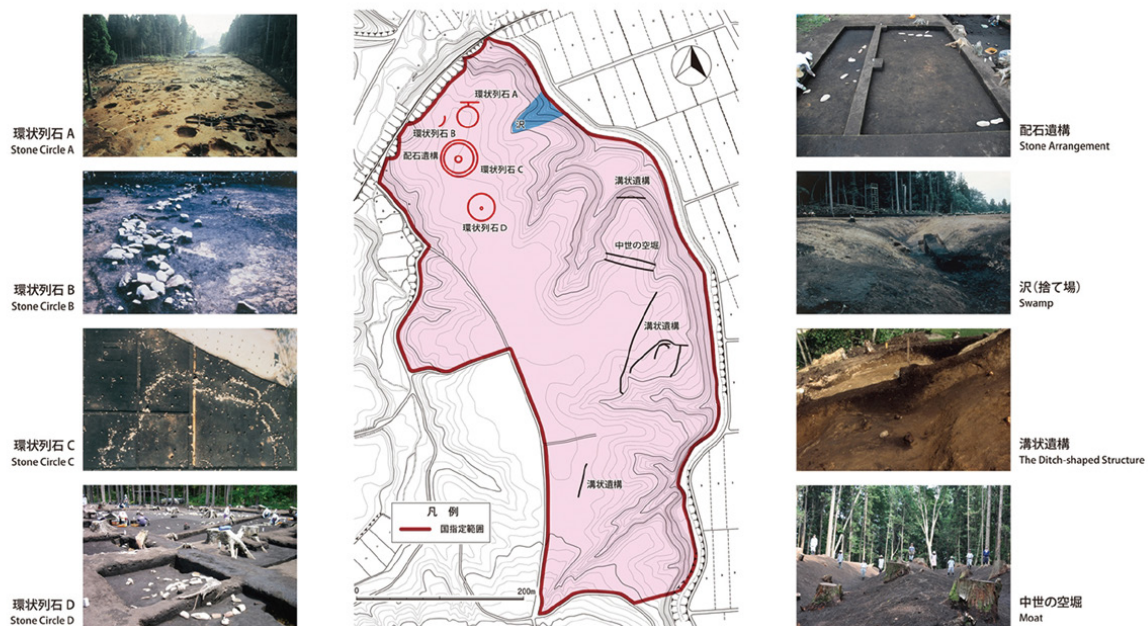 環状列石 A
Stone Circle A
環状列石 B
Stone Circle B
環状列石 C
Stone Circle C
環状列石 D
Stone Circle D
環状列石 A
沢
環状列石 B
配石遺構
環状列石 C
環状列石 D
溝状遺構
中世の空堀
溝状遺構
溝状遺構
凡 例
国指定範囲
0
200m
配石遺構
Stone Arrangement
沢(捨て場)
Swamp
溝状遺構
The Ditch-shaped Structure
中世の空堀
Moat